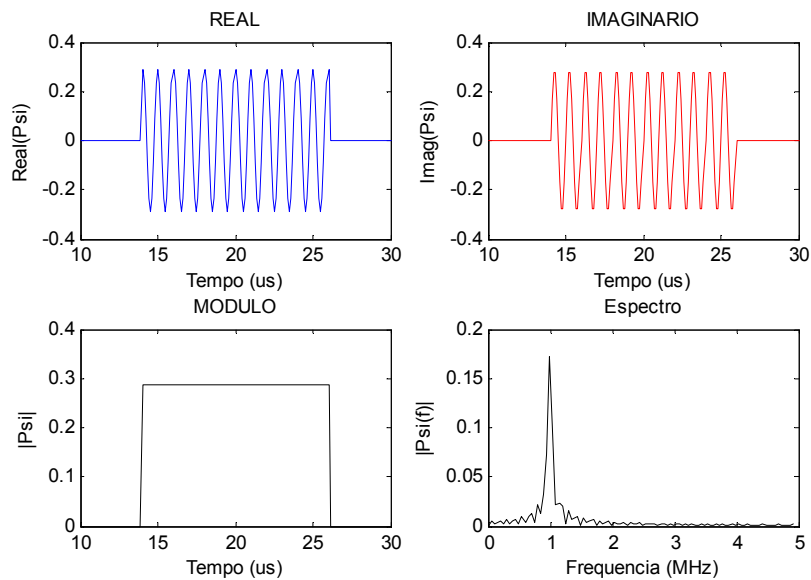 REAL
Real(Psi)
0.4
0.2
0
-0.2
-0.4
10 15 20 25 30
Tempo (us)
IMAGINARIO
Imag(Psi)
0.4
0.2
0
-0.2
-0.4
10 15 20 25 30
Tempo (us)
MODULO
|Psi|
0.4
0.3
0.2
0.1
0
10 15 20 25 30
Tempo (us)
Espectro
|Psi(f)|
0.2
0.15
0.1
0.05
0
0 1 2 3 4 5
Frequencia (MHz)